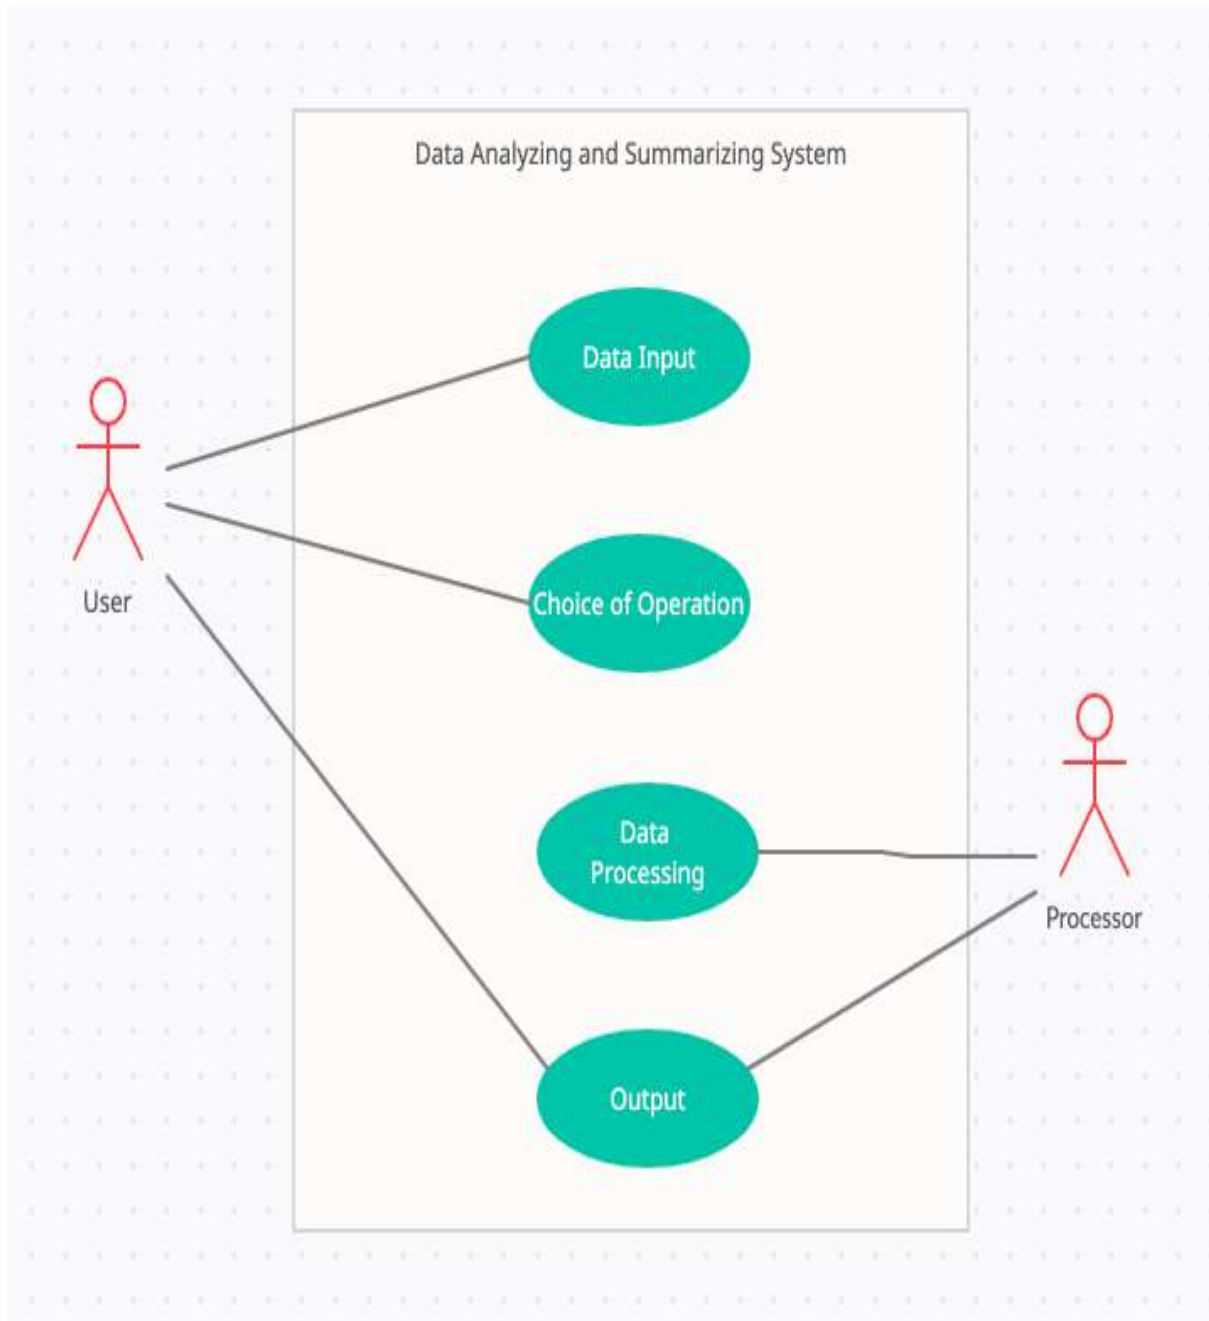 Data Analyzing and Summarizing System
Data Input
User
Choice of Operation
Data
Processing
Processor
Output